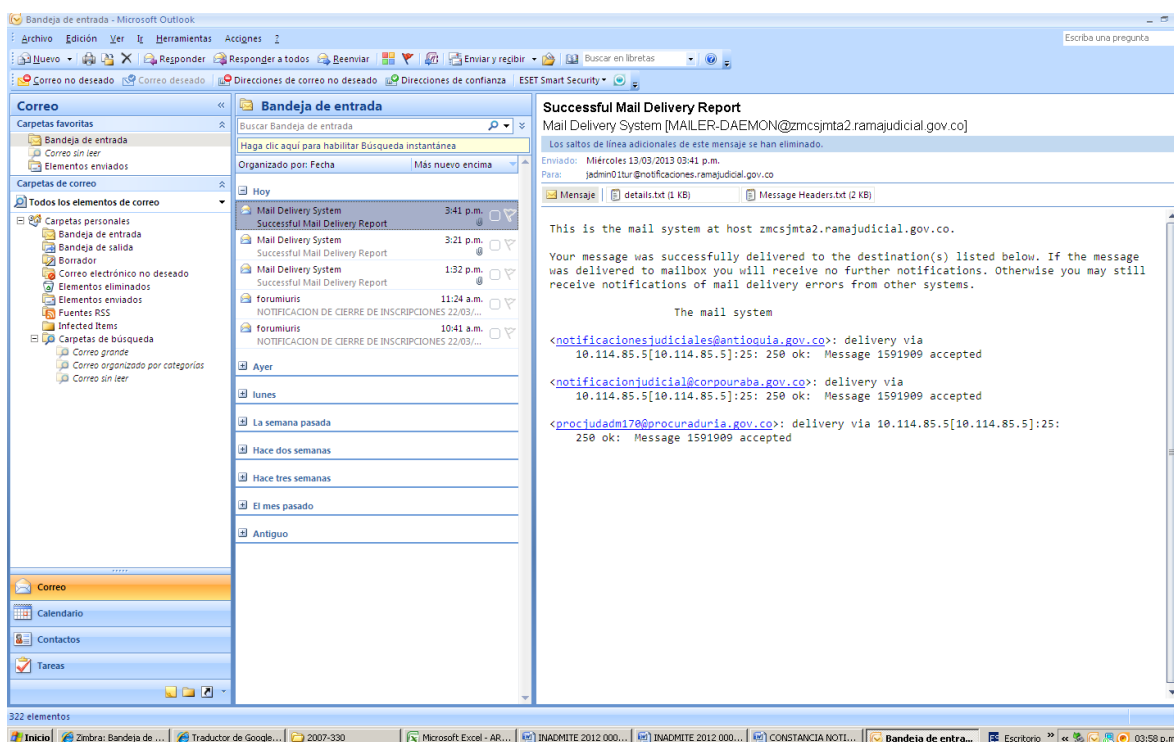 Bandeja de entrada - Microsoft Outlook
Archivo Edición Ver Ir Herramientas Acciones ?
Escriba una pregunta
Nuevo Responder Responder a todos Reenviar Enviar y recibir Buscar en libretas
Correo no deseado Correo deseado Direcciones de correo no deseado Direcciones de confianza ESET Smart Security
Correo
Carpetas favoritas
Bandeja de entrada
Correo sin leer
Elementos enviados
Carpetas de correo
Todos los elementos de correo
Carpetas personales
Bandeja de entrada
Bandeja de salida
Borrador
Correo electrónico no deseado
Elementos eliminados
Elementos enviados
Fuentes RSS
Infected Items
Carpetas de búsqueda
Correo grande
Correo organizado por categorías
Correo sin leer
Correo
Calendario
Contactos
Tareas
Bandeja de entrada
Buscar Bandeja de entrada
Haga clic aquí para habilitar Búsqueda instantánea
Organizado por: Fecha Más nuevo encima
Hoy
Mail Delivery System 3:41 p.m.
Successful Mail Delivery Report
Mail Delivery System 3:21 p.m.
Successful Mail Delivery Report
Mail Delivery System 1:32 p.m.
Successful Mail Delivery Report
forumiuris 11:24 a.m.
NOTIFICACION DE CIERRE DE INSCRIPCIONES 22/03/...
forumiuris 10:41 a.m.
NOTIFICACION DE CIERRE DE INSCRIPCIONES 22/03/...
Ayer
lunes
La semana pasada
Hace dos semanas
Hace tres semanas
El mes pasado
Antiguo
Successful Mail Delivery Report
Mail Delivery System [MAILER-DAEMON@zmcsjmta2.ramajudicial.gov.co]
Los saltos de línea adicionales de este mensaje se han eliminado.
Enviado: Miércoles 13/03/2013 03:41 p.m.
Para: jadmin01tur@notificaciones.ramajudicial.gov.co
Mensaje details.txt (1 KB) Message Headers.txt (2 KB)
This is the mail system at host zmcsjmta2.ramajudicial.gov.co.
Your message was successfully delivered to the destination(s) listed below. If the message
was delivered to mailbox you will receive no further notifications. Otherwise you may still
receive notifications of mail delivery errors from other systems.
The mail system
<notificacionesjudiciales@antioquia.gov.co>: delivery via
10.114.85.5[10.114.85.5]:25: 250 ok: Message 1591909 accepted
<notificacionjudicial@corpouraba.gov.co>: delivery via
10.114.85.5[10.114.85.5]:25: 250 ok: Message 1591909 accepted
<procjudadm170@procuraduria.gov.co>: delivery via 10.114.85.5[10.114.85.5]:25:
250 ok: Message 1591909 accepted
322 elementos
Inicio Zimbra: Bandeja de ... Traductor de Google... 2007-330 Microsoft Excel - AR... INADMITE 2012 000... INADMITE 2012 000... CONSTANCIA NOTI... Bandeja de entra... Escritorio 03:58 p.m